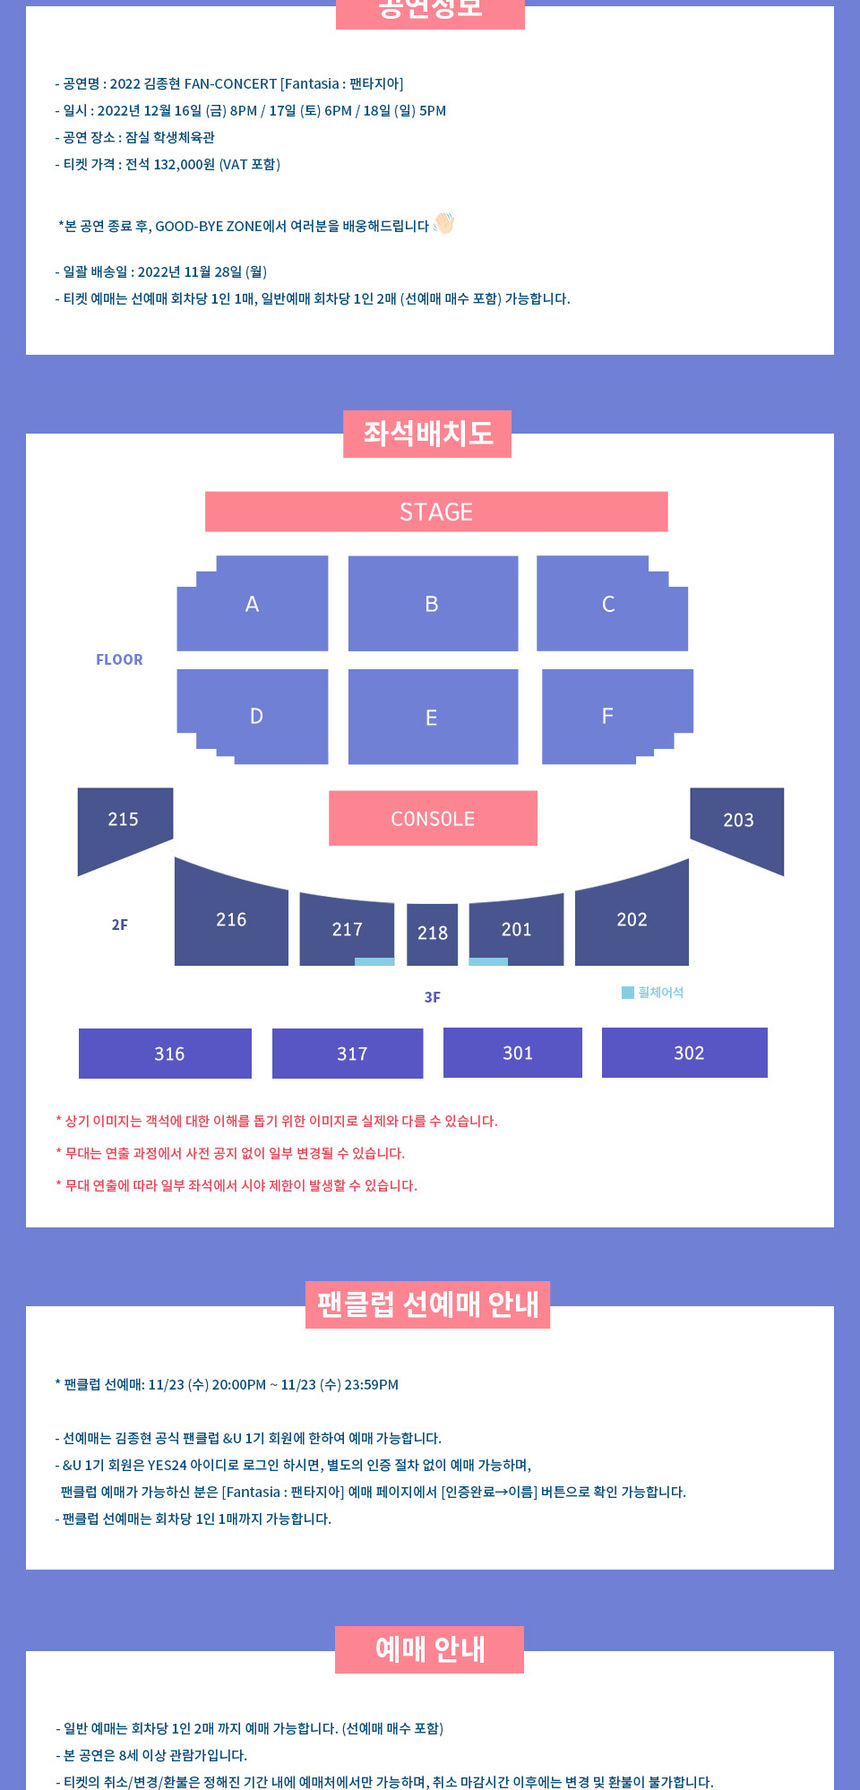 공연정보
- 공연명 : 2022 김종현 FAN-CONCERT [Fantasia : 팬타지아]
- 일시 : 2022년 12월 16일 (금) 8PM / 17일 (토) 6PM / 18일 (일) 5PM
- 공연 장소 : 잠실 학생체육관
- 티켓 가격 : 전석 132,000원 (VAT 포함)
*본 공연 종료 후, GOOD-BYE ZONE에서 여러분을 배웅해드립니다 👋🏻
- 일괄 배송일 : 2022년 11월 28일 (월)
- 티켓 예매는 선예매 회차당 1인 1매, 일반예매 회차당 1인 2매 (선예매 매수 포함) 가능합니다.
좌석배치도
STAGE
A B C
FLOOR
D E F
215 CONSOLE 203
2F 216 217 218 201 202
3F 휠체어석
316 317 301 302
* 상기 이미지는 객석에 대한 이해를 돕기 위한 이미지로 실제와 다를 수 있습니다.
* 무대는 연출 과정에서 사전 공지 없이 일부 변경될 수 있습니다.
* 무대 연출에 따라 일부 좌석에서 시야 제한이 발생할 수 있습니다.
팬클럽 선예매 안내
* 팬클럽 선예매: 11/23 (수) 20:00PM ~ 11/23 (수) 23:59PM
- 선예매는 김종현 공식 팬클럽 &U 1기 회원에 한하여 예매 가능합니다.
- &U 1기 회원은 YES24 아이디로 로그인 하시면, 별도의 인증 절차 없이 예매 가능하며,
팬클럽 예매가 가능하신 분은 [Fantasia : 팬타지아] 예매 페이지에서 [인증완료→이름] 버튼으로 확인 가능합니다.
- 팬클럽 선예매는 회차당 1인 1매까지 가능합니다.
예매 안내
- 일반 예매는 회차당 1인 2매 까지 예매 가능합니다. (선예매 매수 포함)
- 본 공연은 8세 이상 관람가입니다.
- 티켓의 취소/변경/환불은 정해진 기간 내에 예매처에서만 가능하며, 취소 마감시간 이후에는 변경 및 환불이 불가합니다.